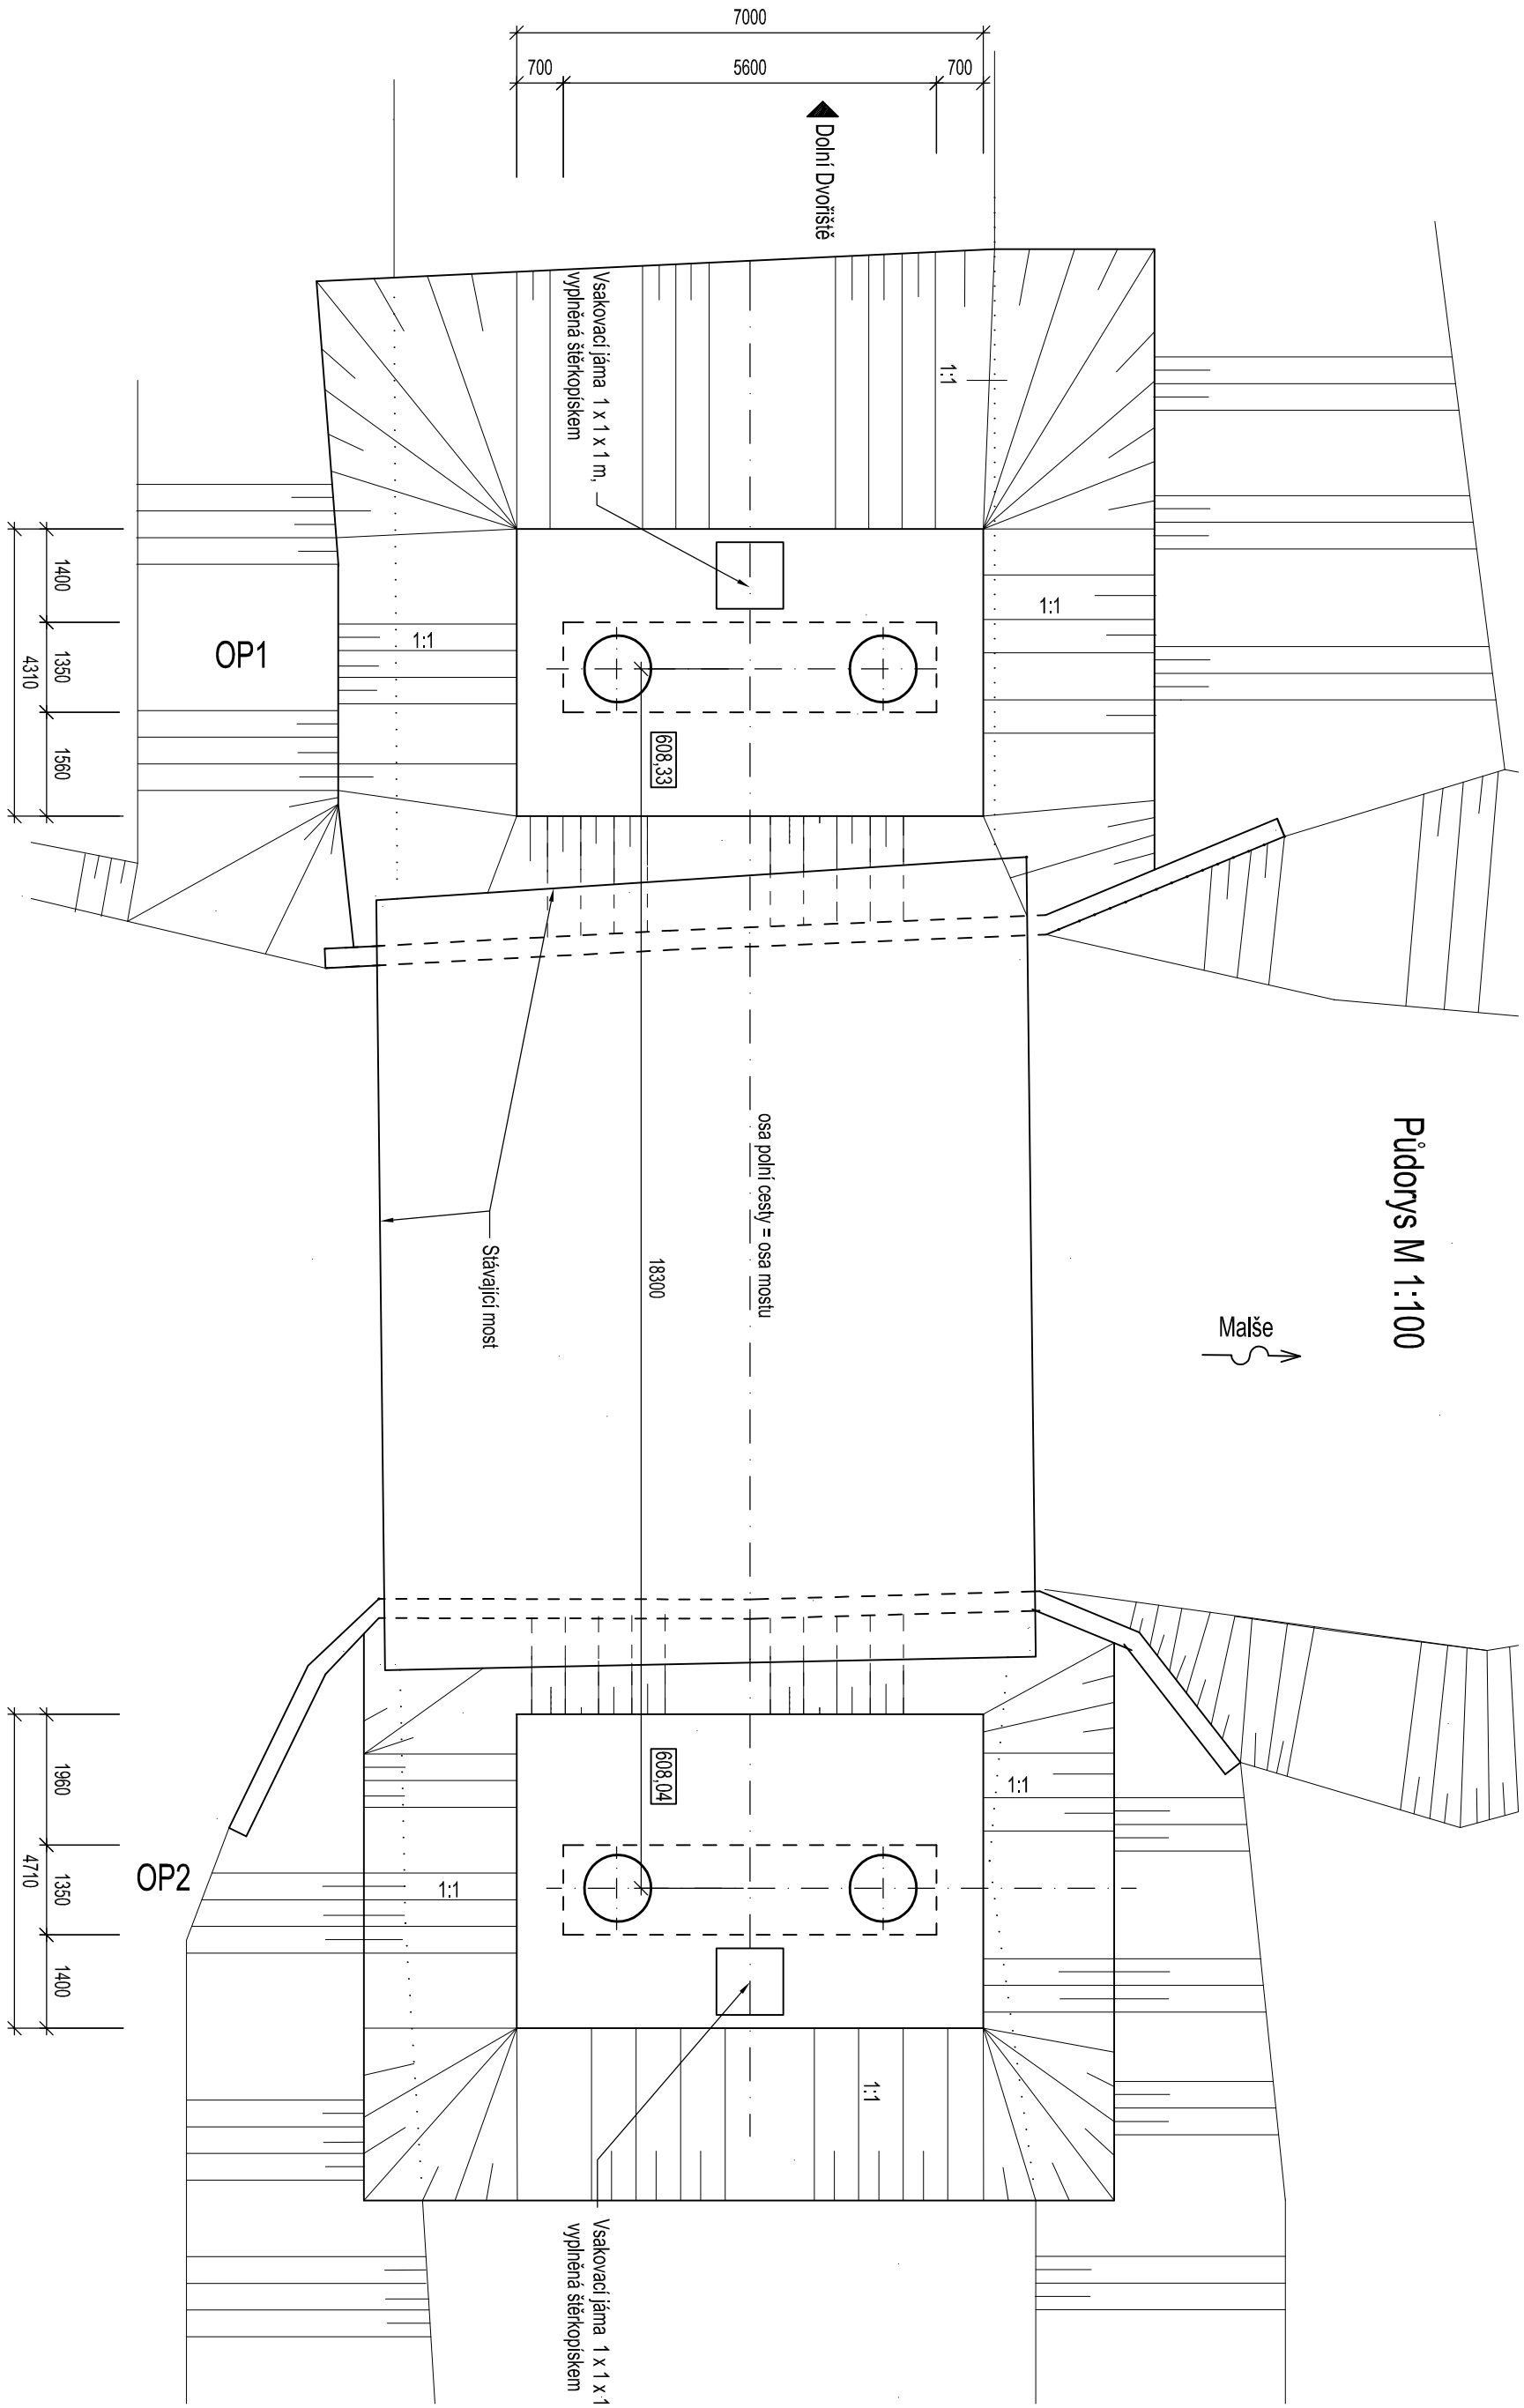 7000
700
5600
700
Dolní Dvořiště
Vsakovací jáma 1 x 1 x 1 m,
vyplněná štěrkopískem
1:1
1:1
1:1
OP1
1400
1350
1560
4310
608,33
Půdorys M 1:100
osa polní cesty = osa mostu
18300
Stávající most
Malše
608,04
1:1
1:1
1:1
OP2
1960
1350
1400
4710
Vsakovací jáma 1 x 1 x 1
vyplněná štěrkopískem